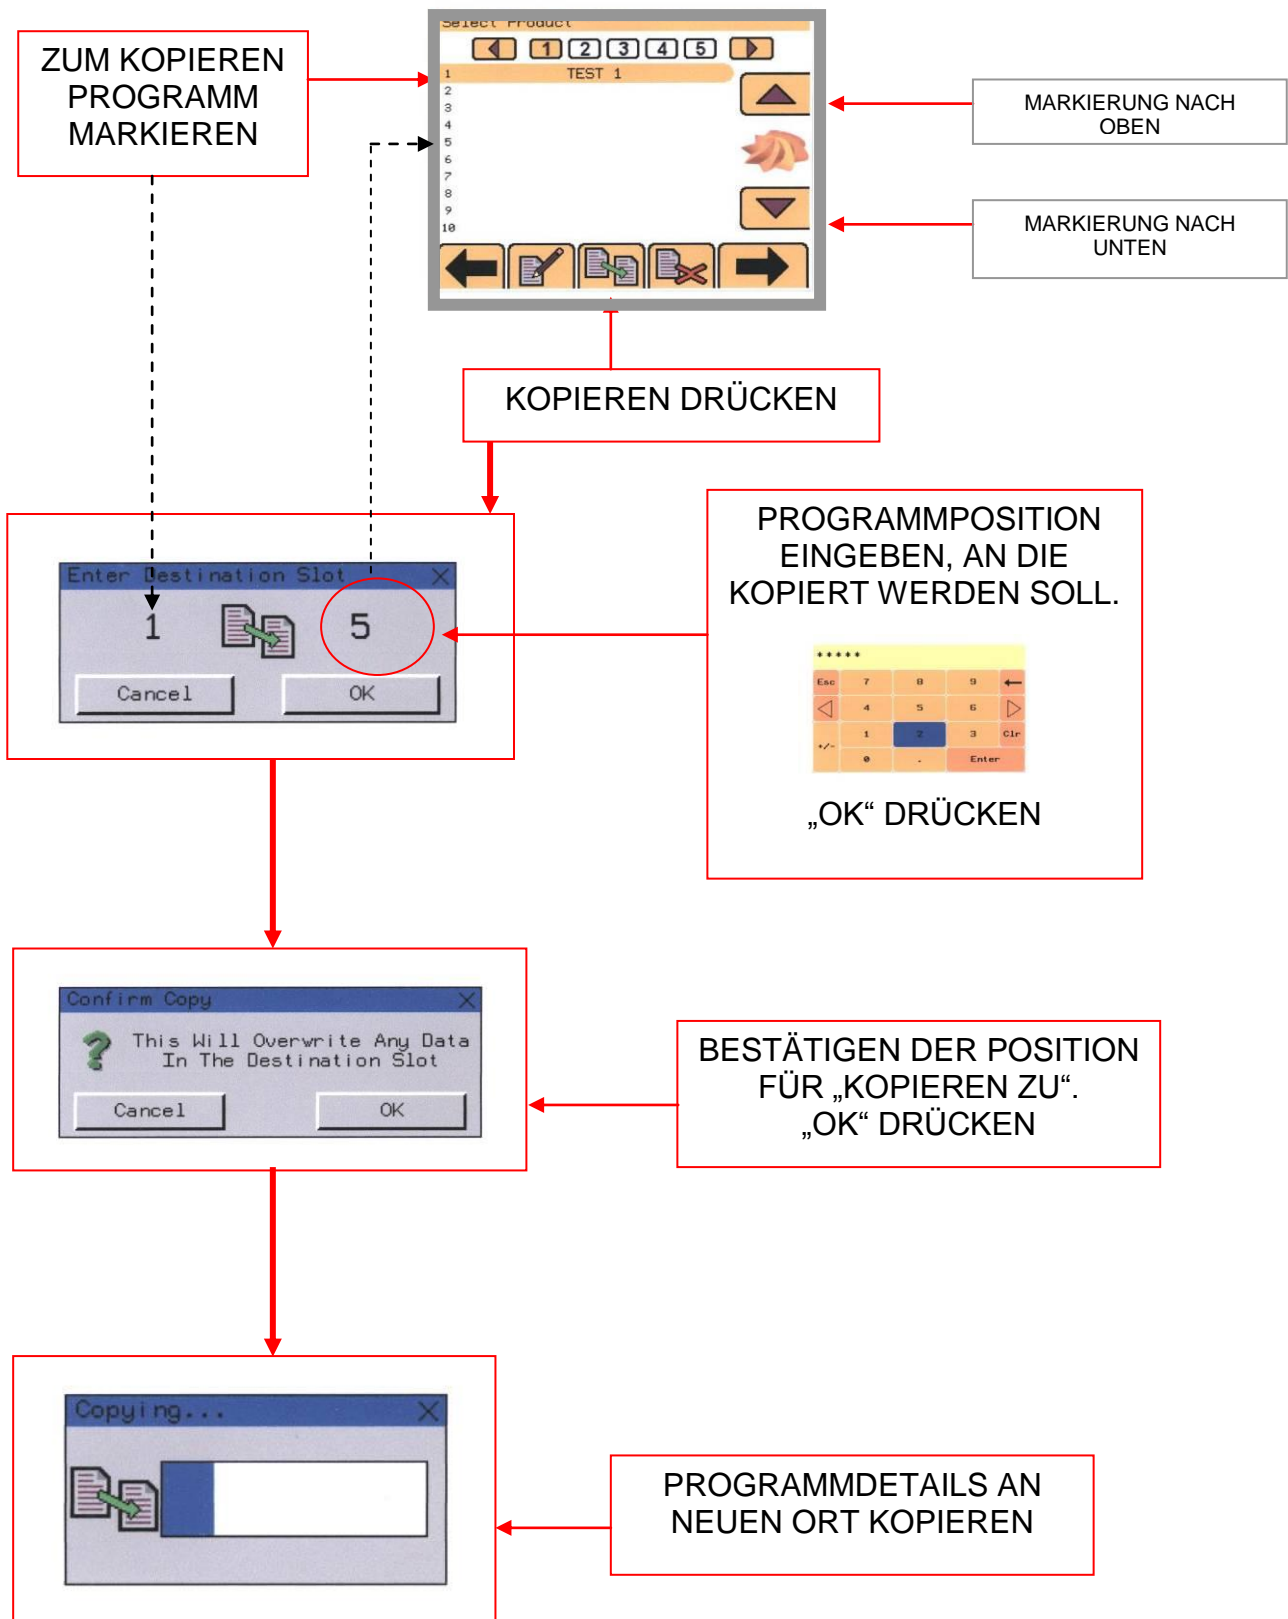 Select Product
1 2 3 4 5
ZUM KOPIEREN
PROGRAMM
MARKIEREN
1 TEST 1
2
3
4
5
6
7
8
9
10
MARKIERUNG NACH
OBEN
MARKIERUNG NACH
UNTEN
KOPIEREN DRÜCKEN
Enter Destination Slot
1 5
Cancel OK
PROGRAMMPOSITION
EINGEBEN, AN DIE
KOPIERT WERDEN SOLL.
*****
Esc 7 8 9
4 5 6
+/- 1 2 3 Clr
0 . Enter
„OK“ DRÜCKEN
Confirm Copy
This Will Overwrite Any Data
In The Destination Slot
Cancel OK
BESTÄTIGEN DER POSITION
FÜR „KOPIEREN ZU“.
„OK“ DRÜCKEN
Copying...
PROGRAMMDETAILS AN
NEUEN ORT KOPIEREN